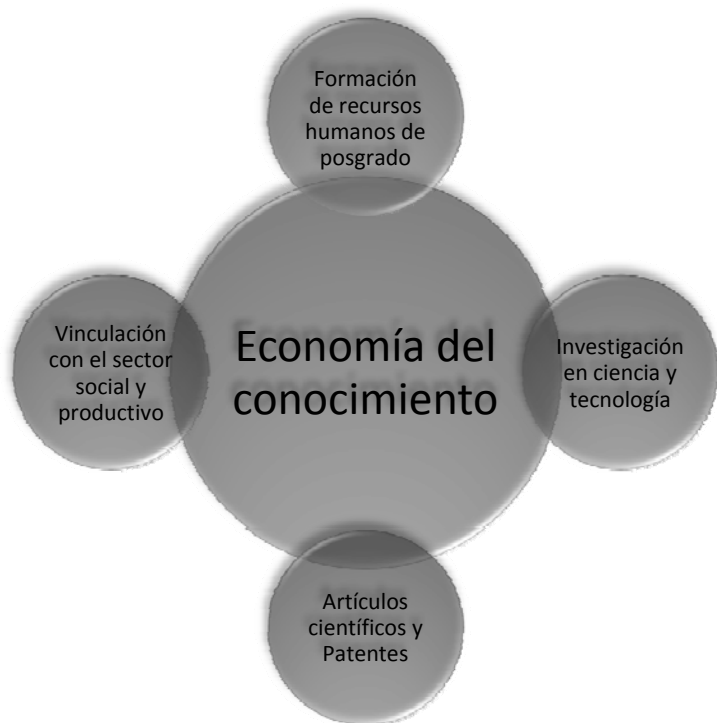 Formación
de recursos
humanos de
posgrado
Vinculación
con el sector
social y
productivo
Economía del
conocimiento
Investigación
en ciencia y
tecnología
Artículos
científicos y
Patentes